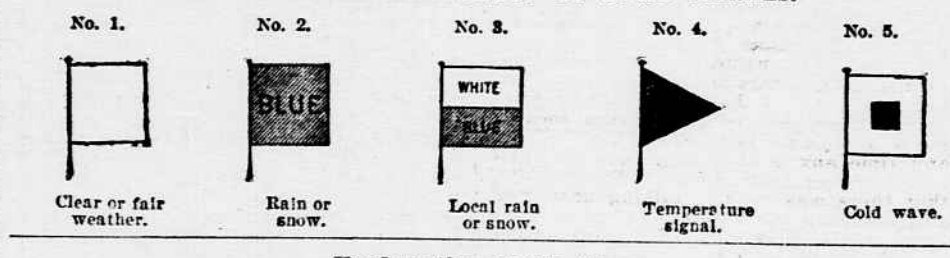 No. 1.
No. 2.
No. 3.
No. 4.
No. 5.
BLUE
WHITE
BLUE
Clear or fair
weather.
Rain or
snow.
Local rain
or snow.
Temperature
signal.
Cold wave.